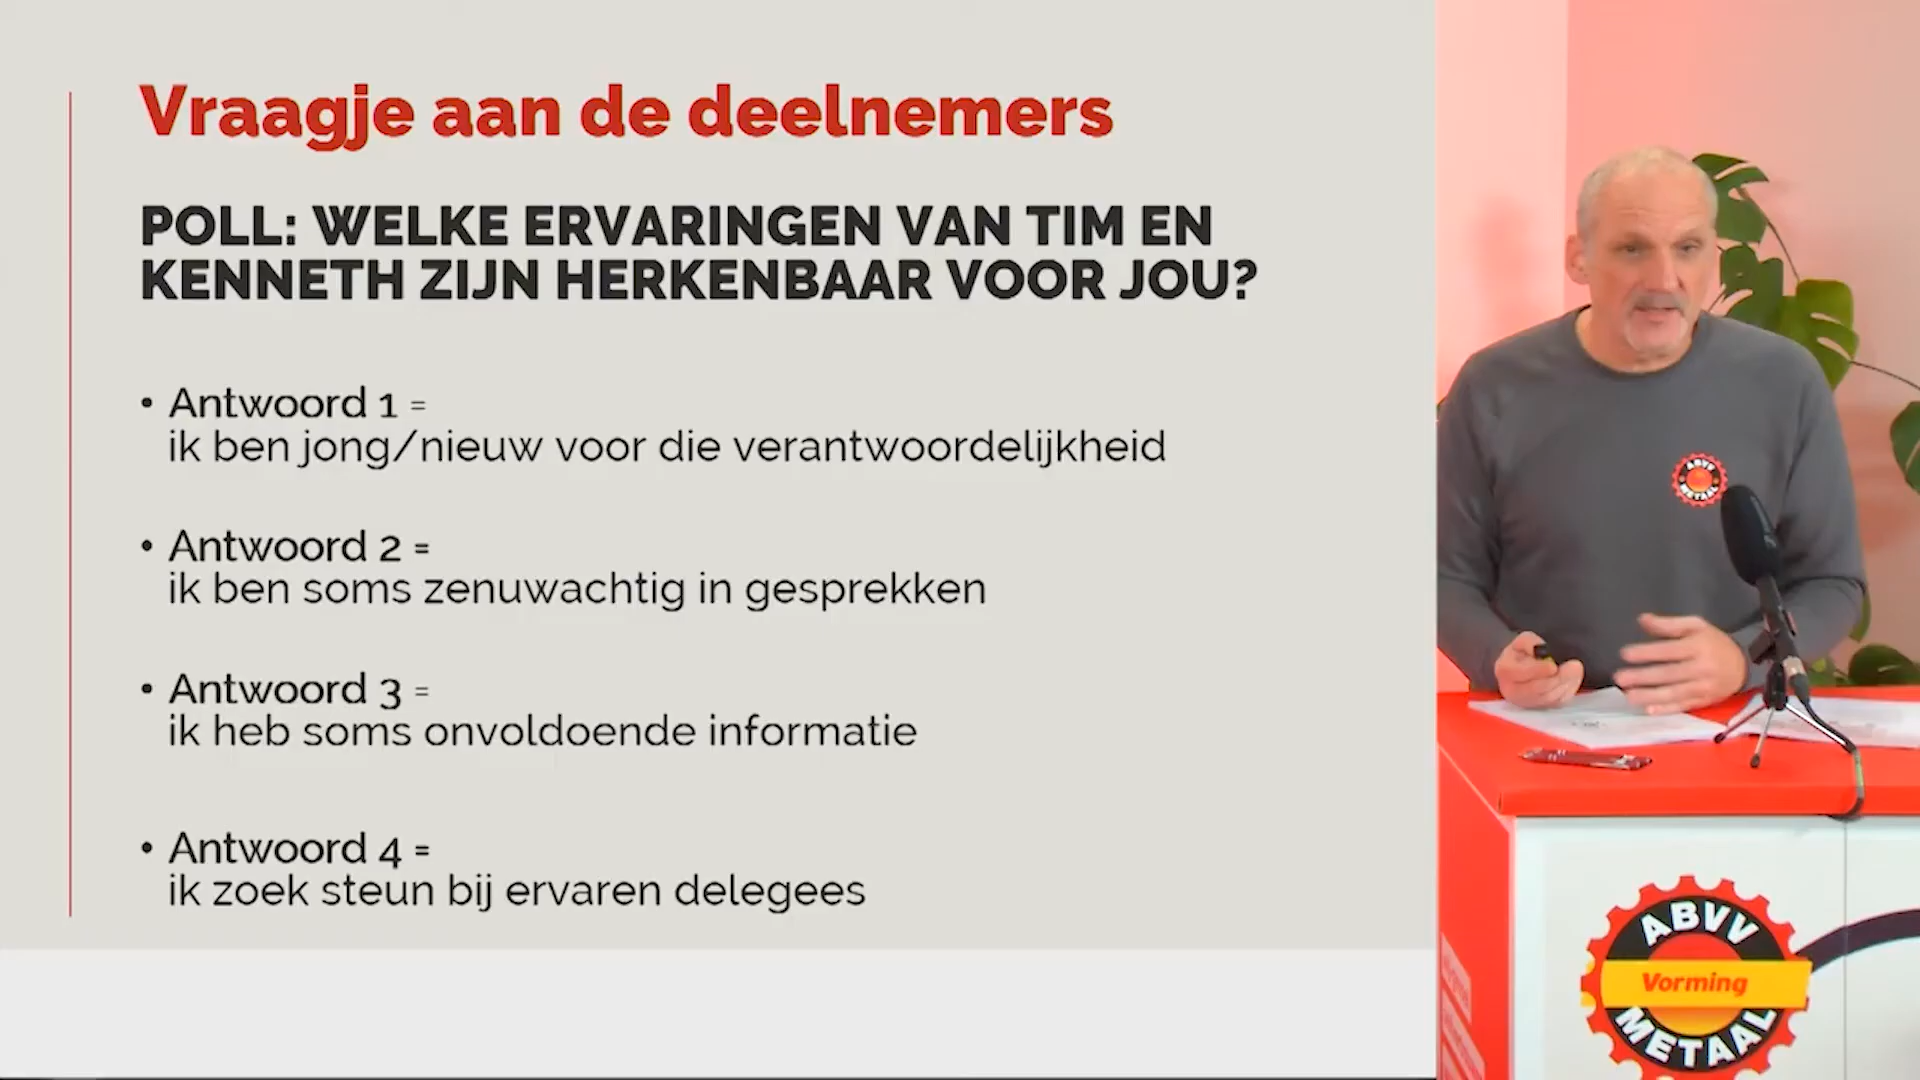 Vraagje aan de deelnemers
POLL: WELKE ERVARINGEN VAN TIM EN
KENNETH ZIJN HERKENBAAR VOOR JOU?
• Antwoord 1 =
ik ben jong/nieuw voor die verantwoordelijkheid
• Antwoord 2 =
ik ben soms zenuwachtig in gesprekken
• Antwoord 3 =
ik heb soms onvoldoende informatie
• Antwoord 4 =
ik zoek steun bij ervaren delegees
ABVV
METAAL
ABVV
Vorming
METAAL